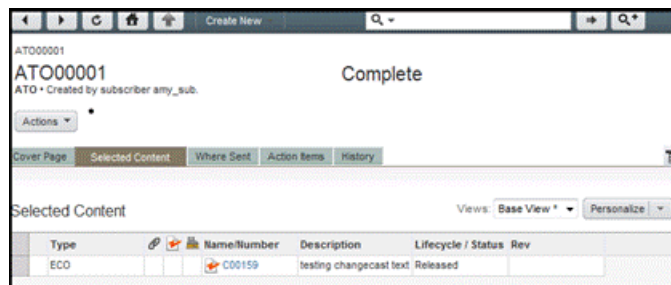 Create New
ATO00001
ATO00001
Complete
ATO • Created by subscriber amy_sub.
Actions
Cover Page Selected Content Where Sent Action Items History
Selected Content
Views: Base View * Personalize
Type Name/Number Description Lifecycle / Status Rev
ECO C00159 testing changecast text Released